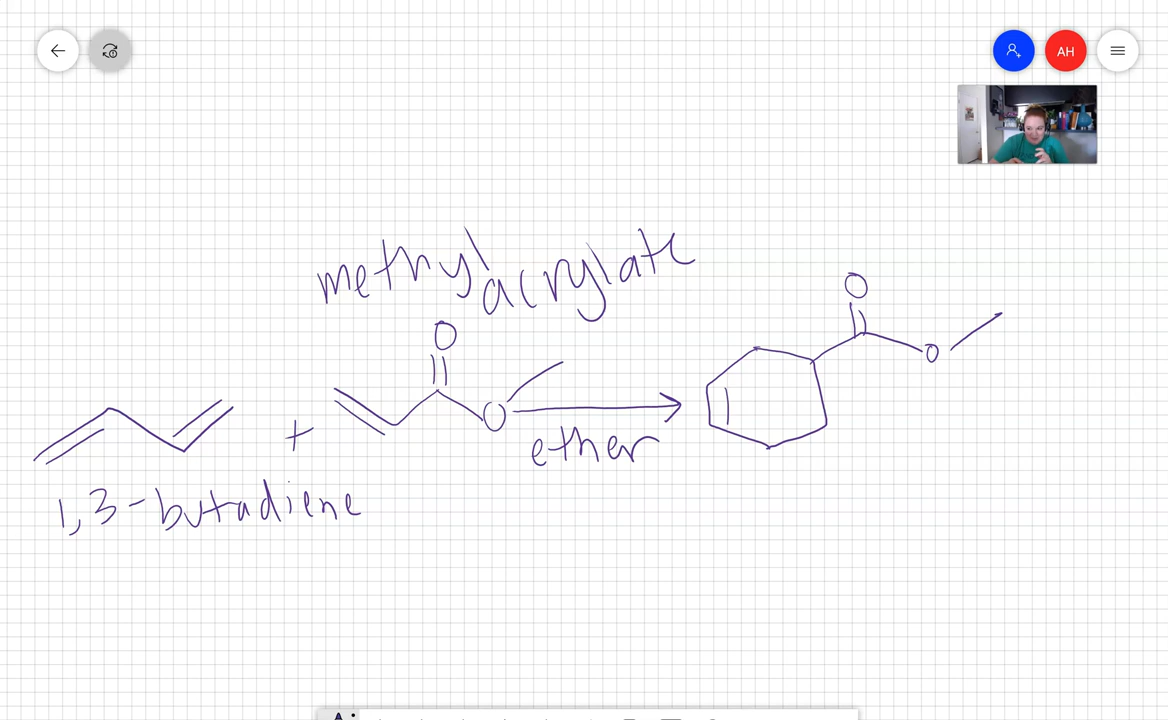 AH
methyl acrylate
O
O
O
+
O
ether
1,3-butadiene